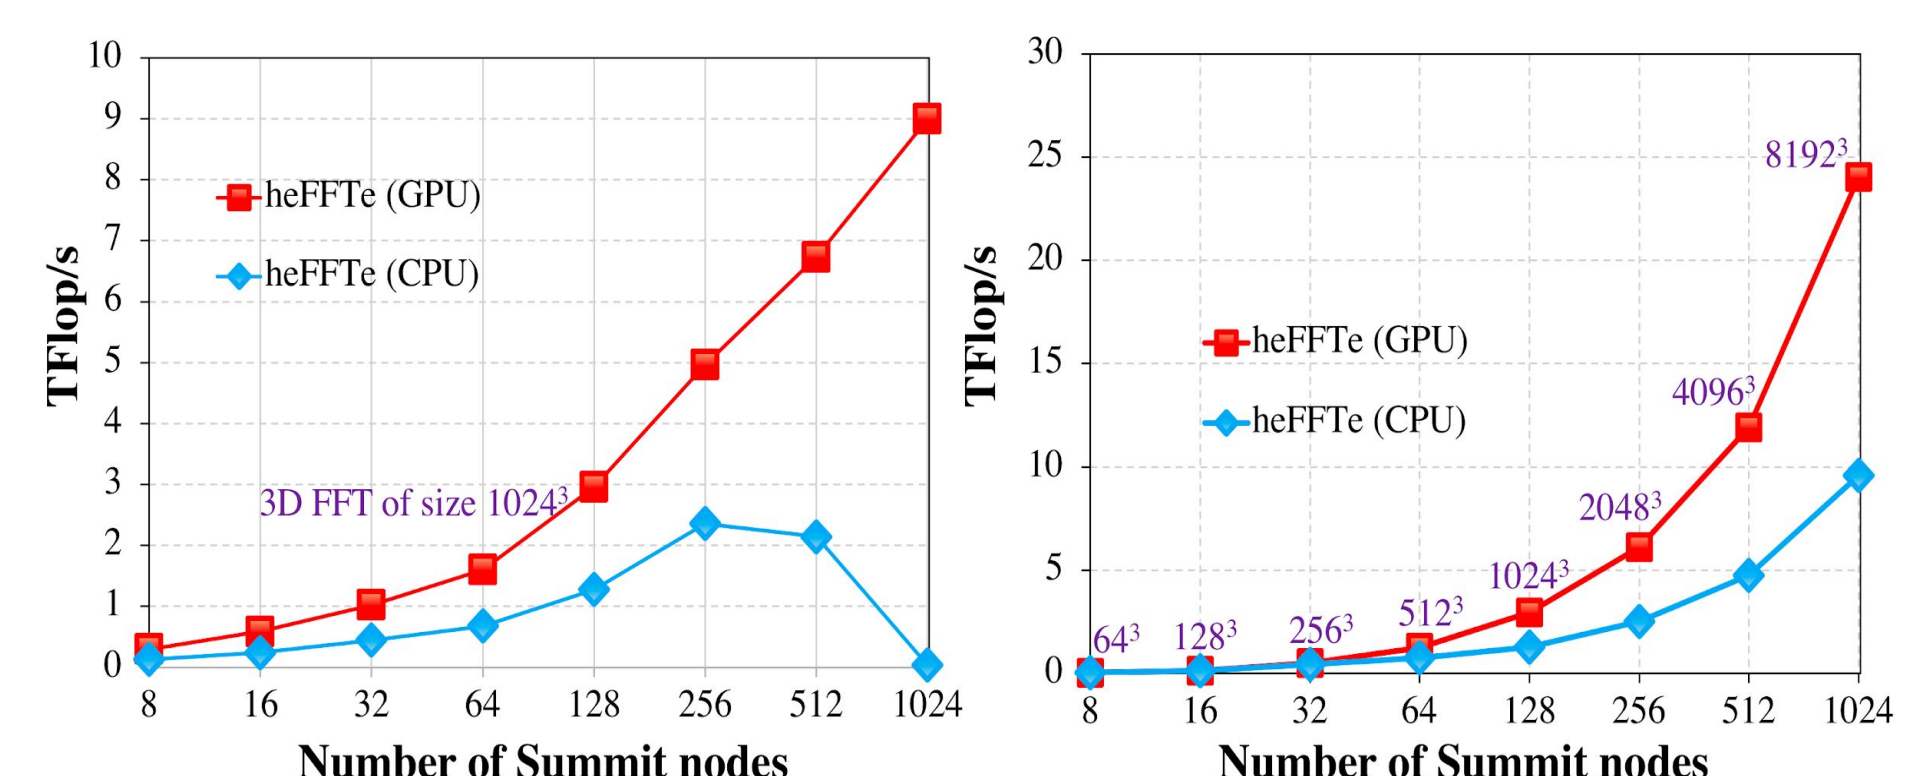 10
9
8
7
6
5
4
3
2
1
0
TFlop/s
heFFTe (GPU)
heFFTe (CPU)
3D FFT of size 1024³
8 16 32 64 128 256 512 1024
Number of Summit nodes
30
25
20
15
10
5
0
TFlop/s
heFFTe (GPU)
heFFTe (CPU)
64³ 128³ 256³ 512³ 1024³ 2048³ 4096³ 8192³
8 16 32 64 128 256 512 1024
Number of Summit nodes